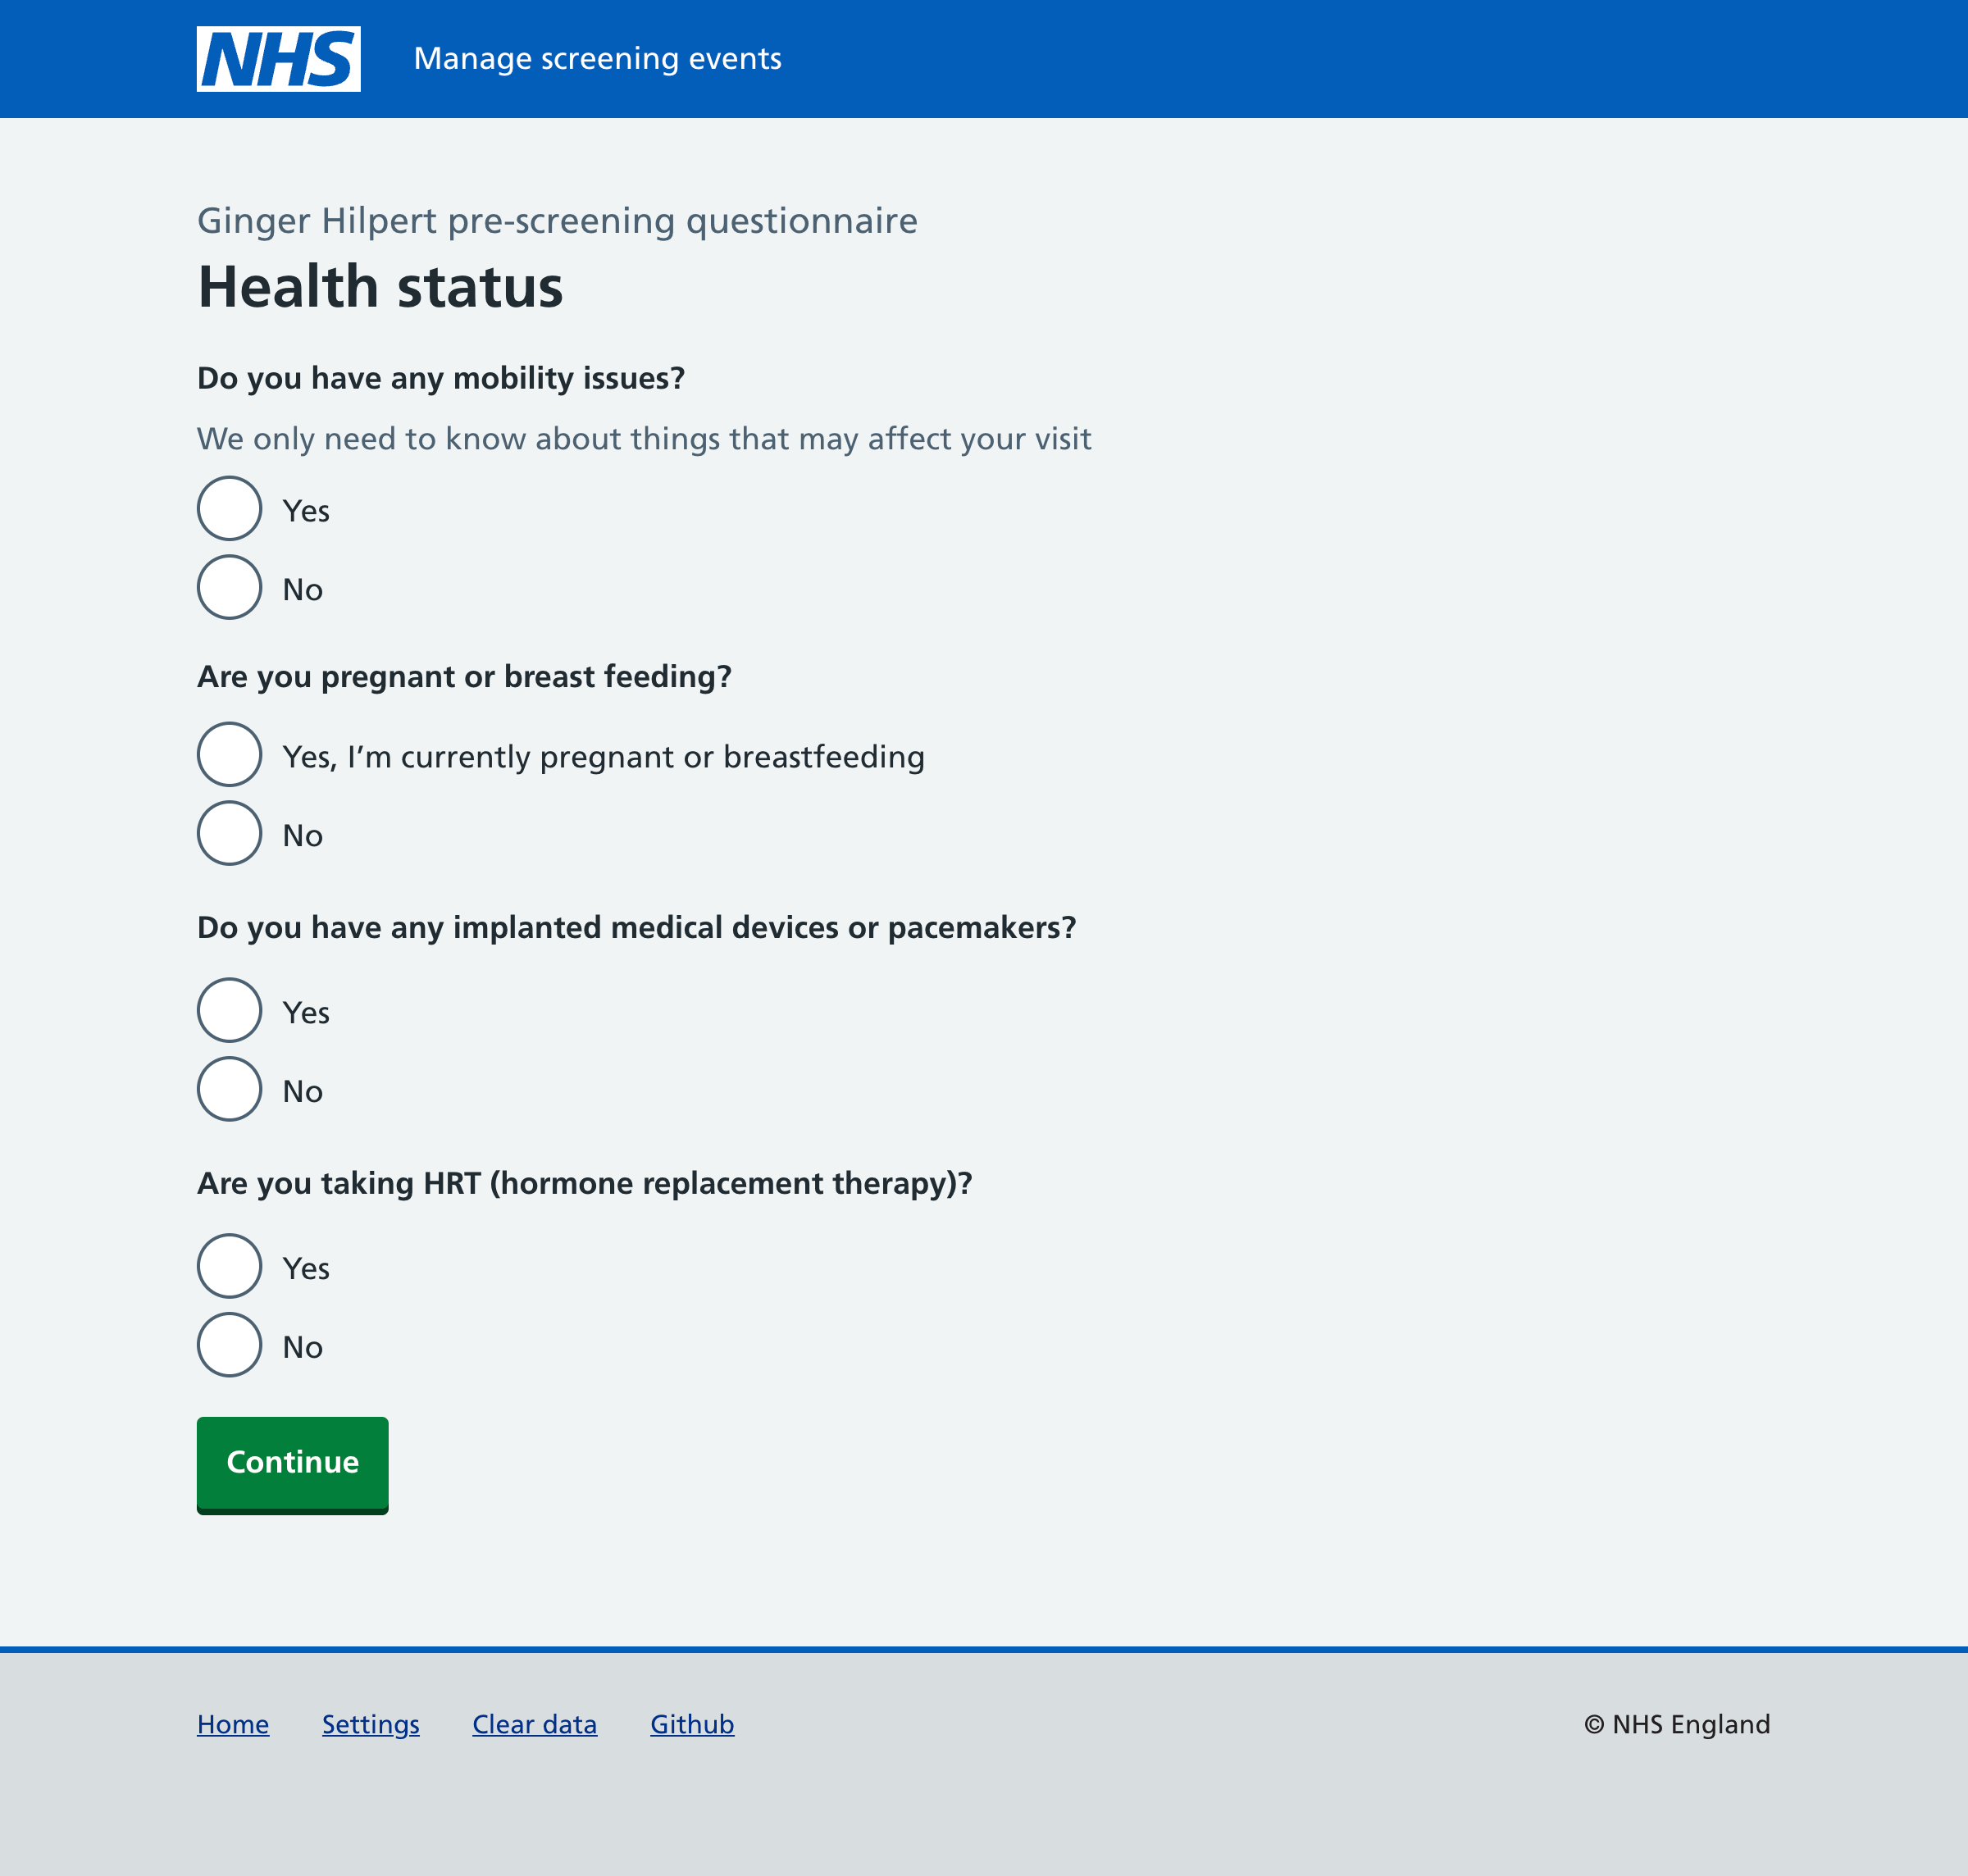 NHS
Manage screening events
Ginger Hilpert pre-screening questionnaire
Health status
Do you have any mobility issues?
We only need to know about things that may affect your visit
Yes
No
Are you pregnant or breast feeding?
Yes, I’m currently pregnant or breastfeeding
No
Do you have any implanted medical devices or pacemakers?
Yes
No
Are you taking HRT (hormone replacement therapy)?
Yes
No
Continue
Home Settings Clear data Github © NHS England